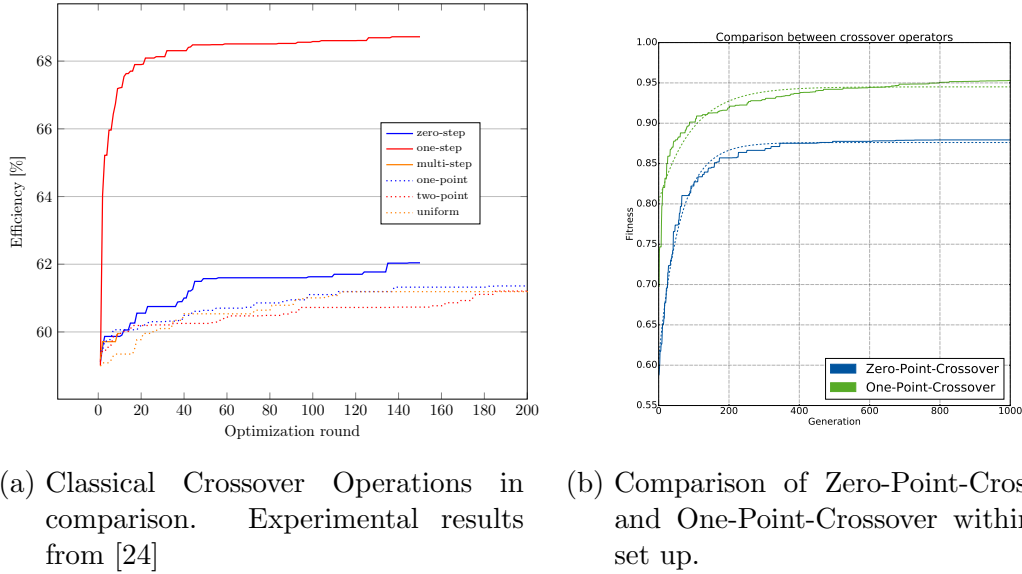 68
66
64
62
60
Efficiency [%]
zero-step
one-step
multi-step
one-point
two-point
uniform
0
20
40
60
80
100
120
140
160
180
200
Optimization round
Comparison between crossover operators
1.00
0.95
0.90
0.85
0.80
0.75
0.70
0.65
0.60
0.55
Fitness
Zero-Point-Crossover
One-Point-Crossover
0
200
400
600
800
1000
Generation
(a) Classical Crossover Operations in
comparison. Experimental results
from [24]
(b) Comparison of Zero-Point-Cros
and One-Point-Crossover within
set up.